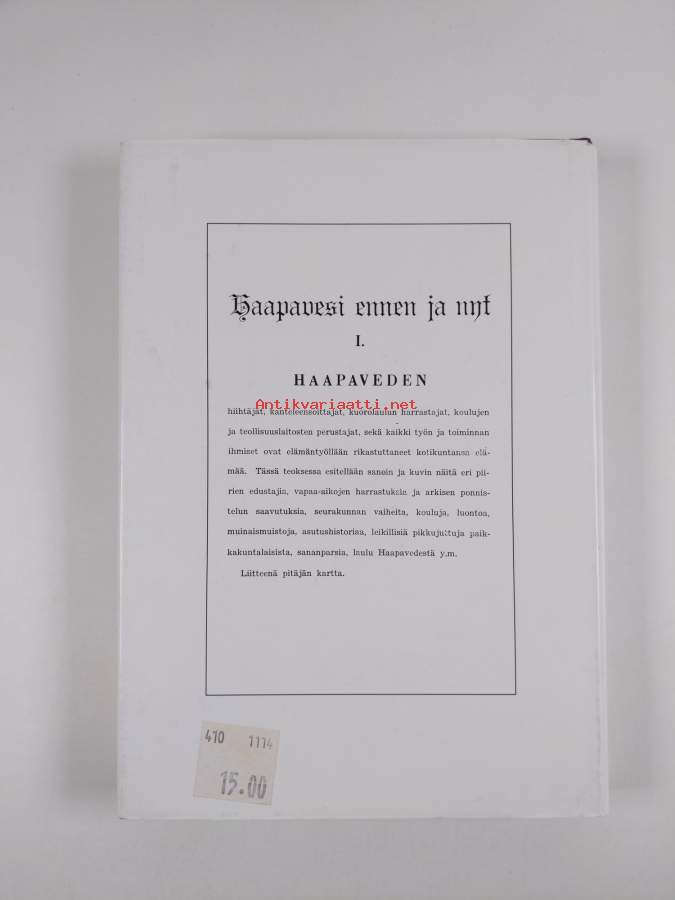 Haapavesi ennen ja nyt
I.
HAAPAVEDEN
Antikvariaatti.net
hiihtäjät, kanteleensoittajat, kuorolaulun harrastajat, koulujen
ja teollisuuslaitosten perustajat, sekä kaikki työn ja toiminnan
ihmiset ovat elämäntyöllään rikastuttaneet kotikuntansa elä-
mää. Tässä teoksessa esitellään sanoin ja kuvin näitä eri pii-
rien edustajia, vapaa-aikojen harrastuksia ja arkisen ponnis-
telun saavutuksia, seurakunnan vaiheita, kouluja, luontoa,
muinaismuistoja, asutushistoriaa, leikillisiä pikkujuttuja paik-
kakuntalaisista, sananparsia, laulu Haapavedestä y.m.
Liitteenä pitäjän kartta.
410 1114
15.00